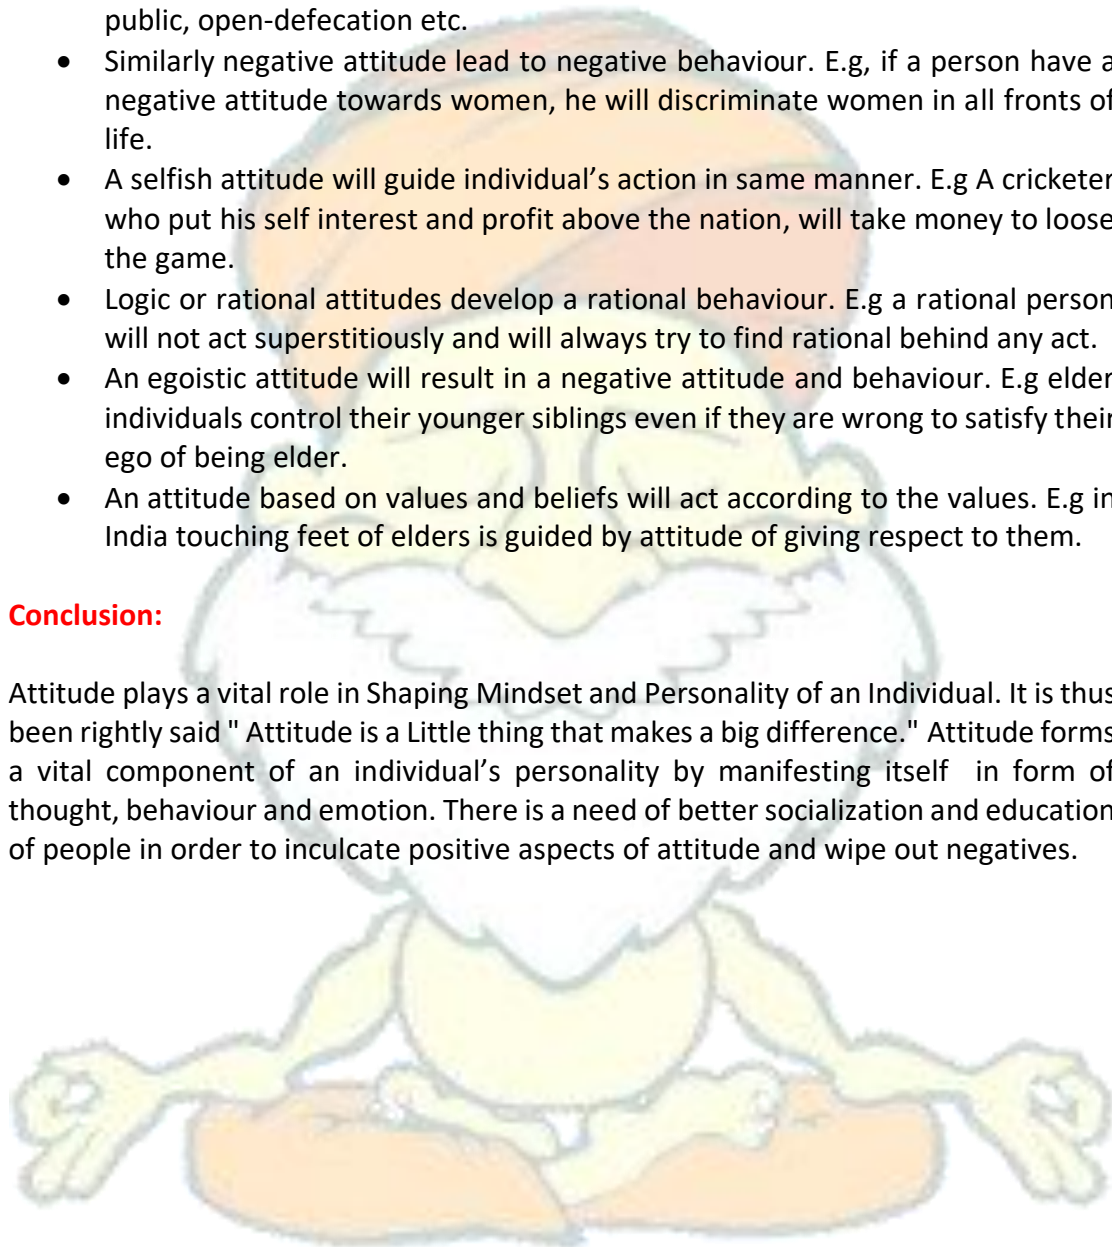 public, open-defecation etc.
• Similarly negative attitude lead to negative behaviour. E.g, if a person have a
negative attitude towards women, he will discriminate women in all fronts of
life.
• A selfish attitude will guide individual’s action in same manner. E.g A cricketer
who put his self interest and profit above the nation, will take money to loose
the game.
• Logic or rational attitudes develop a rational behaviour. E.g a rational person
will not act superstitiously and will always try to find rational behind any act.
• An egoistic attitude will result in a negative attitude and behaviour. E.g elder
individuals control their younger siblings even if they are wrong to satisfy their
ego of being elder.
• An attitude based on values and beliefs will act according to the values. E.g in
India touching feet of elders is guided by attitude of giving respect to them.
Conclusion:
Attitude plays a vital role in Shaping Mindset and Personality of an Individual. It is thus
been rightly said " Attitude is a Little thing that makes a big difference." Attitude forms
a vital component of an individual’s personality by manifesting itself in form of
thought, behaviour and emotion. There is a need of better socialization and education
of people in order to inculcate positive aspects of attitude and wipe out negatives.